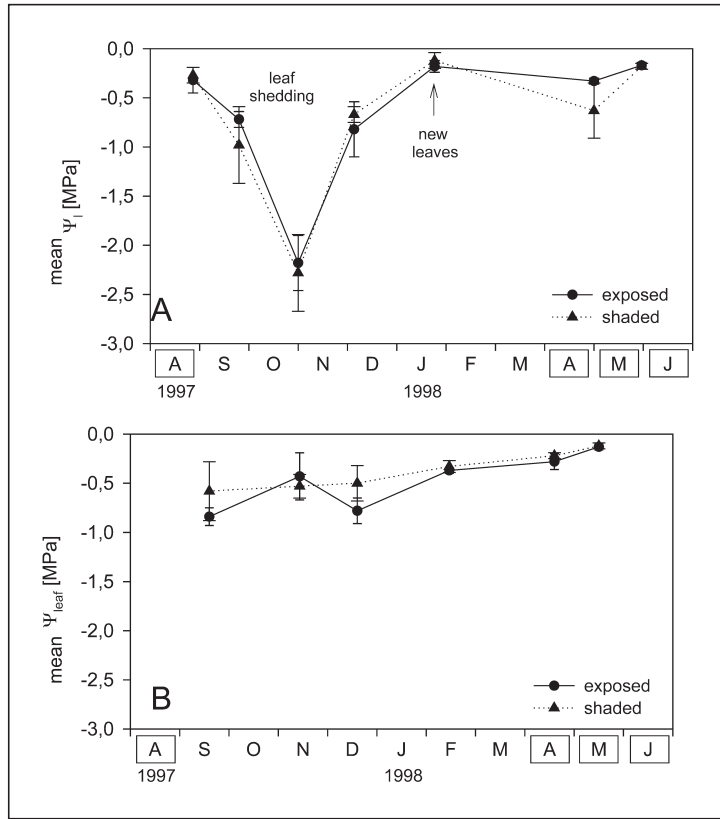 0,0
-0,5
-1,0
-1,5
-2,0
-2,5
-3,0
mean Ψl [MPa]
leaf
shedding
new
leaves
A
exposed
shaded
A S O N D J F M A M J
1997 1998
0,0
-0,5
-1,0
-1,5
-2,0
-2,5
-3,0
mean Ψleaf [MPa]
B
exposed
shaded
A S O N D J F M A M J
1997 1998